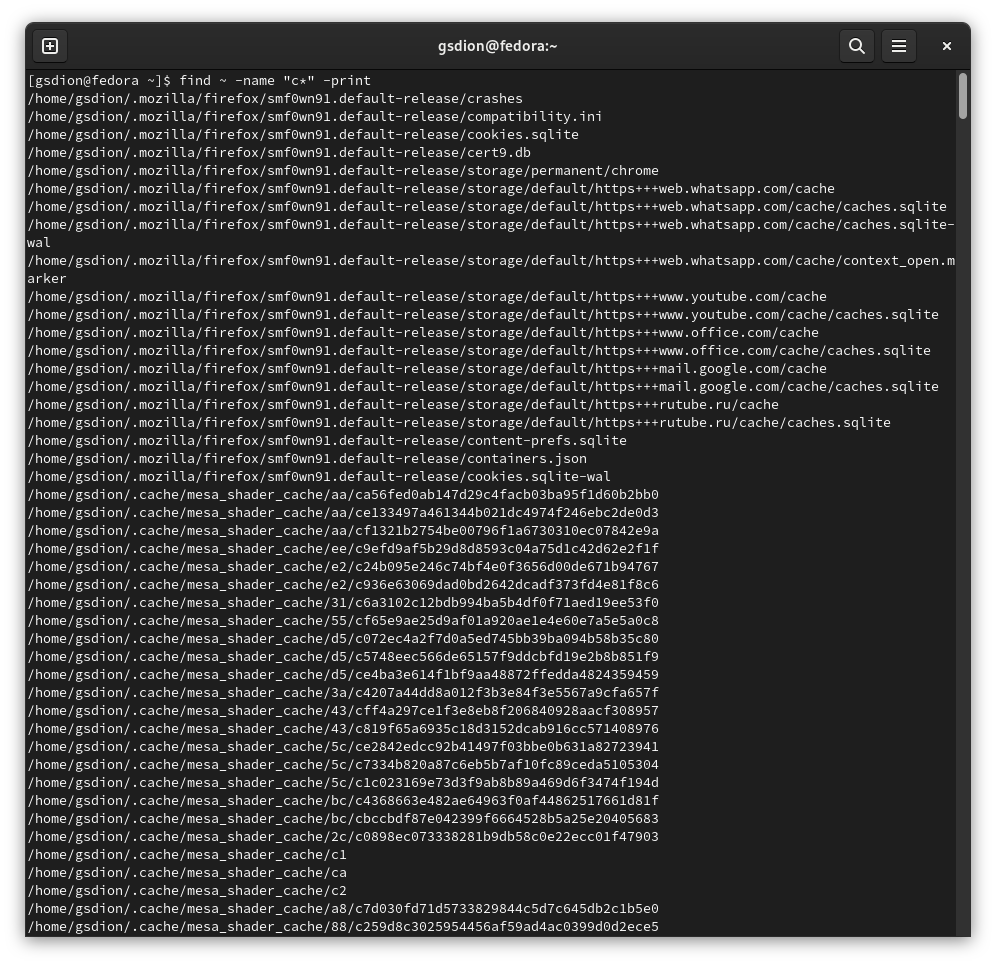 gsdion@fedora:~
[gsdion@fedora ~]$ find ~ -name "c*" -print
/home/gsdion/.mozilla/firefox/smf0wn91.default-release/crashes
/home/gsdion/.mozilla/firefox/smf0wn91.default-release/compatibility.ini
/home/gsdion/.mozilla/firefox/smf0wn91.default-release/cookies.sqlite
/home/gsdion/.mozilla/firefox/smf0wn91.default-release/cert9.db
/home/gsdion/.mozilla/firefox/smf0wn91.default-release/storage/permanent/chrome
/home/gsdion/.mozilla/firefox/smf0wn91.default-release/storage/default/https+++web.whatsapp.com/cache
/home/gsdion/.mozilla/firefox/smf0wn91.default-release/storage/default/https+++web.whatsapp.com/cache/caches.sqlite
/home/gsdion/.mozilla/firefox/smf0wn91.default-release/storage/default/https+++web.whatsapp.com/cache/caches.sqlite-
wal
/home/gsdion/.mozilla/firefox/smf0wn91.default-release/storage/default/https+++web.whatsapp.com/cache/context_open.m
arker
/home/gsdion/.mozilla/firefox/smf0wn91.default-release/storage/default/https+++www.youtube.com/cache
/home/gsdion/.mozilla/firefox/smf0wn91.default-release/storage/default/https+++www.youtube.com/cache/caches.sqlite
/home/gsdion/.mozilla/firefox/smf0wn91.default-release/storage/default/https+++www.office.com/cache
/home/gsdion/.mozilla/firefox/smf0wn91.default-release/storage/default/https+++www.office.com/cache/caches.sqlite
/home/gsdion/.mozilla/firefox/smf0wn91.default-release/storage/default/https+++mail.google.com/cache
/home/gsdion/.mozilla/firefox/smf0wn91.default-release/storage/default/https+++mail.google.com/cache/caches.sqlite
/home/gsdion/.mozilla/firefox/smf0wn91.default-release/storage/default/https+++rutube.ru/cache
/home/gsdion/.mozilla/firefox/smf0wn91.default-release/storage/default/https+++rutube.ru/cache/caches.sqlite
/home/gsdion/.mozilla/firefox/smf0wn91.default-release/content-prefs.sqlite
/home/gsdion/.mozilla/firefox/smf0wn91.default-release/containers.json
/home/gsdion/.mozilla/firefox/smf0wn91.default-release/cookies.sqlite-wal
/home/gsdion/.cache/mesa_shader_cache/aa/ca56fed0ab147d29c4facb03ba95f1d60b2bb0
/home/gsdion/.cache/mesa_shader_cache/aa/ce133497a461344b021dc4974f246ebc2de0d3
/home/gsdion/.cache/mesa_shader_cache/aa/cf1321b2754be00796f1a6730310ec07842e9a
/home/gsdion/.cache/mesa_shader_cache/ee/c9efd9af5b29d8d8593c04a75d1c42d62e2f1f
/home/gsdion/.cache/mesa_shader_cache/e2/c24b095e246c74bf4e0f3656d00de671b94767
/home/gsdion/.cache/mesa_shader_cache/e2/c936e63069dad0bd2642dcadf373fd4e81f8c6
/home/gsdion/.cache/mesa_shader_cache/31/c6a3102c12bdb994ba5b4df0f71aed19ee53f0
/home/gsdion/.cache/mesa_shader_cache/55/cf65e9ae25d9af01a920ae1e4e60e7a5e5a0c8
/home/gsdion/.cache/mesa_shader_cache/d5/c072ec4a2f7d0a5ed745bb39ba094b58b35c80
/home/gsdion/.cache/mesa_shader_cache/d5/c5748eec566de65157f9ddcbfd19e2b8b851f9
/home/gsdion/.cache/mesa_shader_cache/d5/ce4ba3e614f1bf9aa48872ffedda4824359459
/home/gsdion/.cache/mesa_shader_cache/3a/c4207a44dd8a012f3b3e84f3e5567a9cfa657f
/home/gsdion/.cache/mesa_shader_cache/43/cff4a297ce1f3e8eb8f206840928aacf308957
/home/gsdion/.cache/mesa_shader_cache/43/c819f65a6935c18d3152dcab916cc571408976
/home/gsdion/.cache/mesa_shader_cache/5c/ce2842edcc92b41497f03bbe0b631a82723941
/home/gsdion/.cache/mesa_shader_cache/5c/c7334b820a87c6eb5b7af10fc89ceda5105304
/home/gsdion/.cache/mesa_shader_cache/5c/c1c023169e73d3f9ab8b89a469d6f3474f194d
/home/gsdion/.cache/mesa_shader_cache/bc/c4368663e482ae64963f0af44862517661d81f
/home/gsdion/.cache/mesa_shader_cache/bc/cbccbdf87e042399f6664528b5a25e20405683
/home/gsdion/.cache/mesa_shader_cache/2c/c0898ec073338281b9db58c0e22ecc01f47903
/home/gsdion/.cache/mesa_shader_cache/c1
/home/gsdion/.cache/mesa_shader_cache/ca
/home/gsdion/.cache/mesa_shader_cache/c2
/home/gsdion/.cache/mesa_shader_cache/a8/c7d030fd71d5733829844c5d7c645db2c1b5e0
/home/gsdion/.cache/mesa_shader_cache/88/c259d8c3025954456af59ad4ac0399d0d2ece5